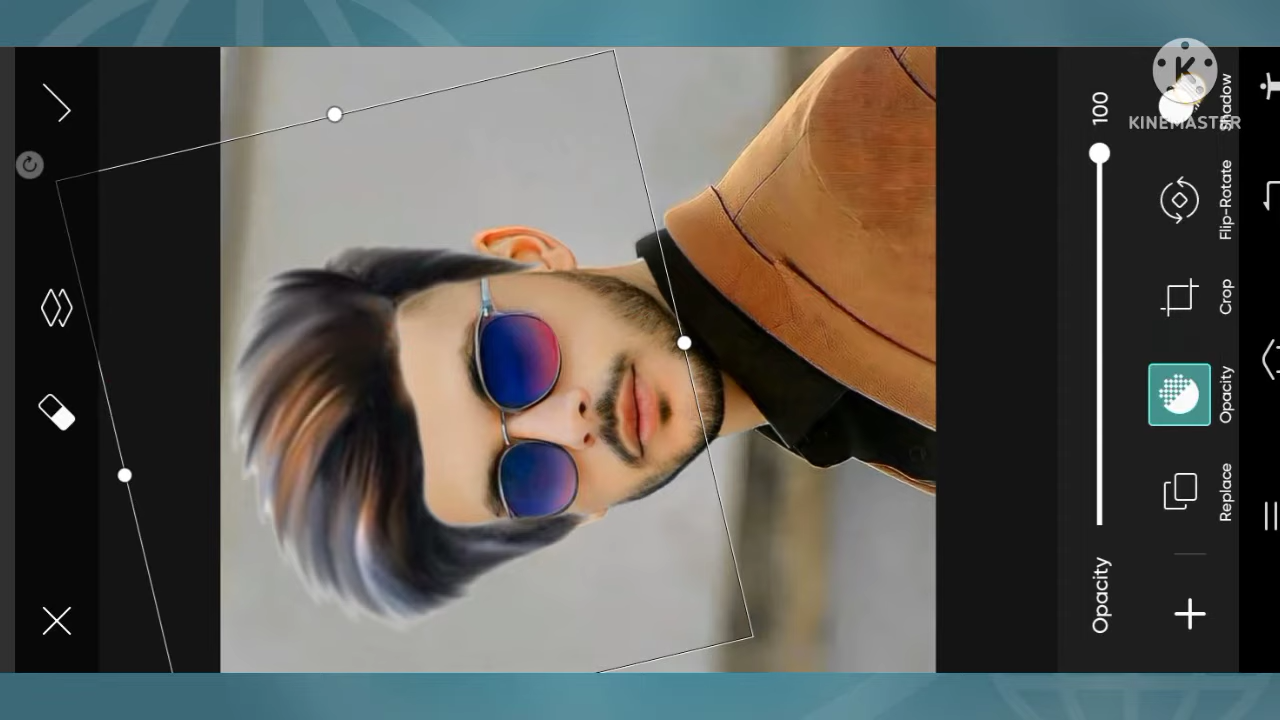 KINEMASTER
100
Opacity
Shadow
Flip-Rotate
Crop
Opacity
Replace